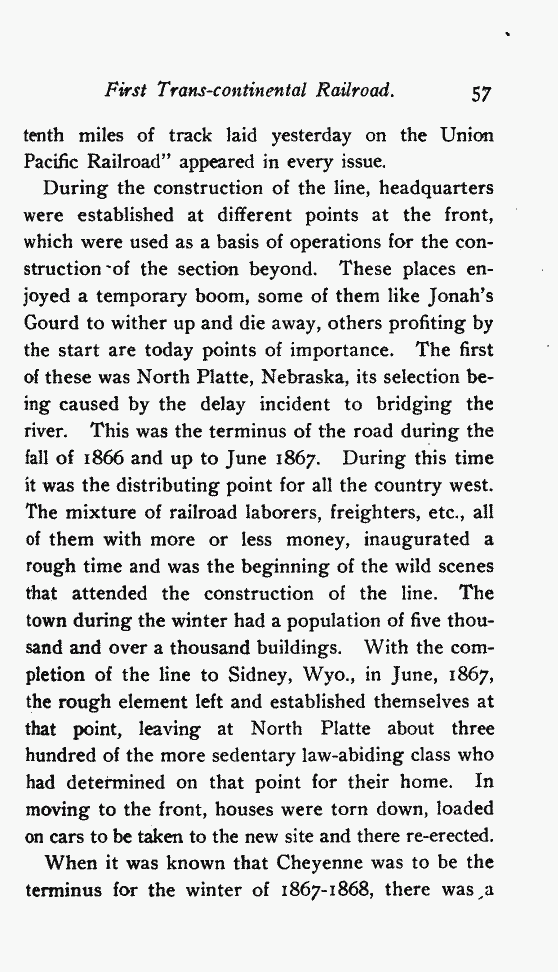 First Trans-continental Railroad. 57
tenth miles of track laid yesterday on the Union
Pacific Railroad" appeared in every issue.
During the construction of the line, headquarters
were established at different points at the front,
which were used as a basis of operations for the con-
struction of the section beyond. These places en-
joyed a temporary boom, some of them like Jonah's
Gourd to wither up and die away, others profiting by
the start are today points of importance. The first
of these was North Platte, Nebraska, its selection be-
ing caused by the delay incident to bridging the
river. This was the terminus of the road during the
fall of 1866 and up to June 1867. During this time
it was the distributing point for all the country west.
The mixture of railroad laborers, freighters, etc., all
of them with more or less money, inaugurated a
rough time and was the beginning of the wild scenes
that attended the construction of the line. The
town during the winter had a population of five thou-
sand and over a thousand buildings. With the com-
pletion of the line to Sidney, Wyo., in June, 1867,
the rough element left and established themselves at
that point, leaving at North Platte about three
hundred of the more sedentary law-abiding class who
had determined on that point for their home. In
moving to the front, houses were torn down, loaded
on cars to be taken to the new site and there re-erected.
When it was known that Cheyenne was to be the
terminus for the winter of 1867-1868, there was a